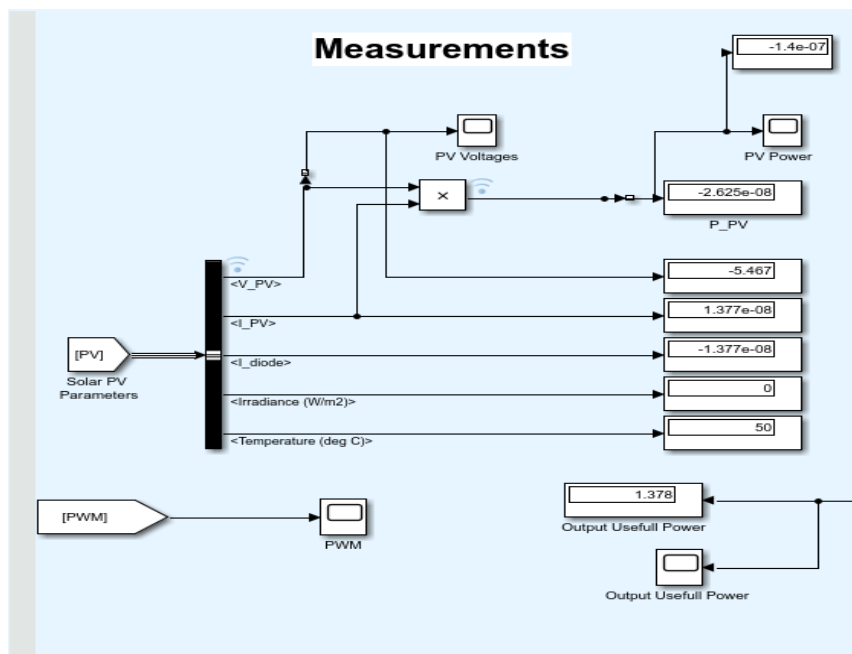 Measurements
-1.4e-07
PV Voltages
PV Power
×
-2.625e-08
P_PV
<V_PV>
-5.467
<I_PV>
1.377e-08
[PV]
Solar PV
Parameters
<I_diode>
-1.377e-08
<Irradiance (W/m2)>
0
<Temperature (deg C)>
50
[PWM]
PWM
1.378
Output Usefull Power
Output Usefull Power